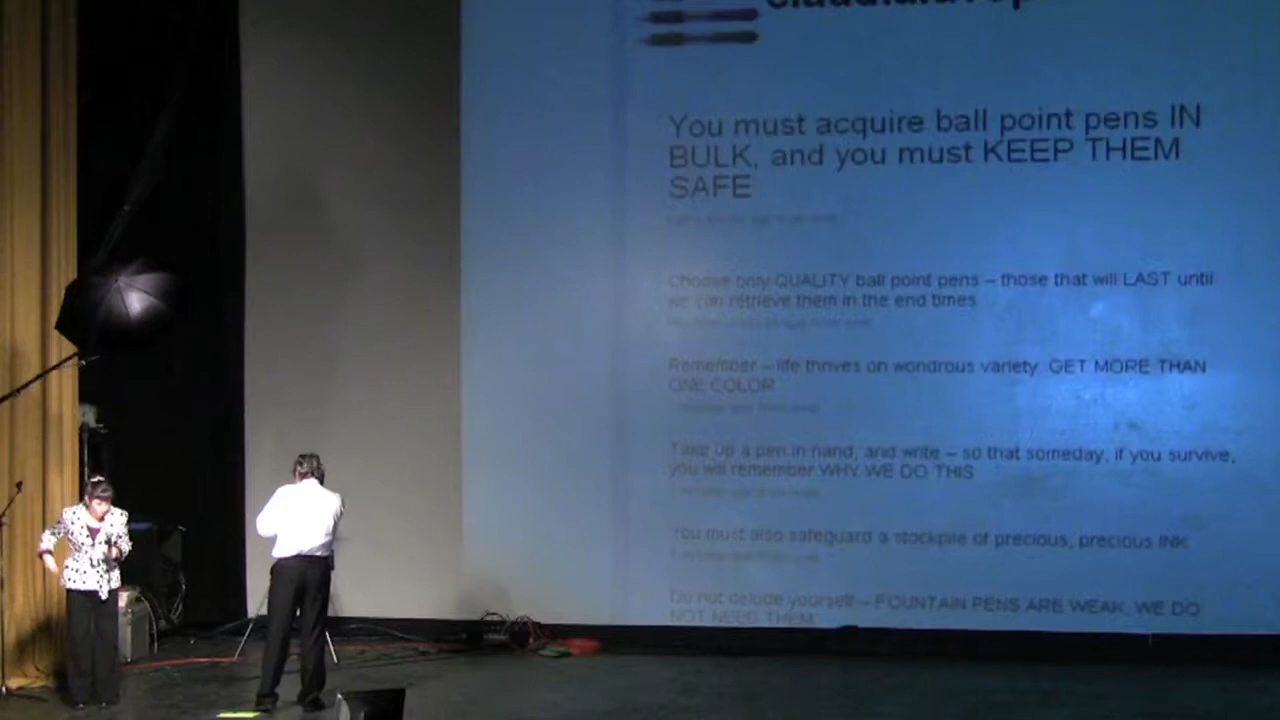 You must acquire ball point pens IN
BULK, and you must KEEP THEM
SAFE
Choose only QUALITY ball point pens – those that will LAST until
we can retrieve them in the end times
Remember – life thrives on wondrous variety. GET MORE THAN
ONE COLOR
Take up a pen in hand, and write – so that someday, if you survive,
you will remember WHY WE DO THIS
You must also safeguard a stockpile of precious, precious INK
Do not delude yourself – FOUNTAIN PENS ARE WEAK. WE DO
NOT NEED THEM